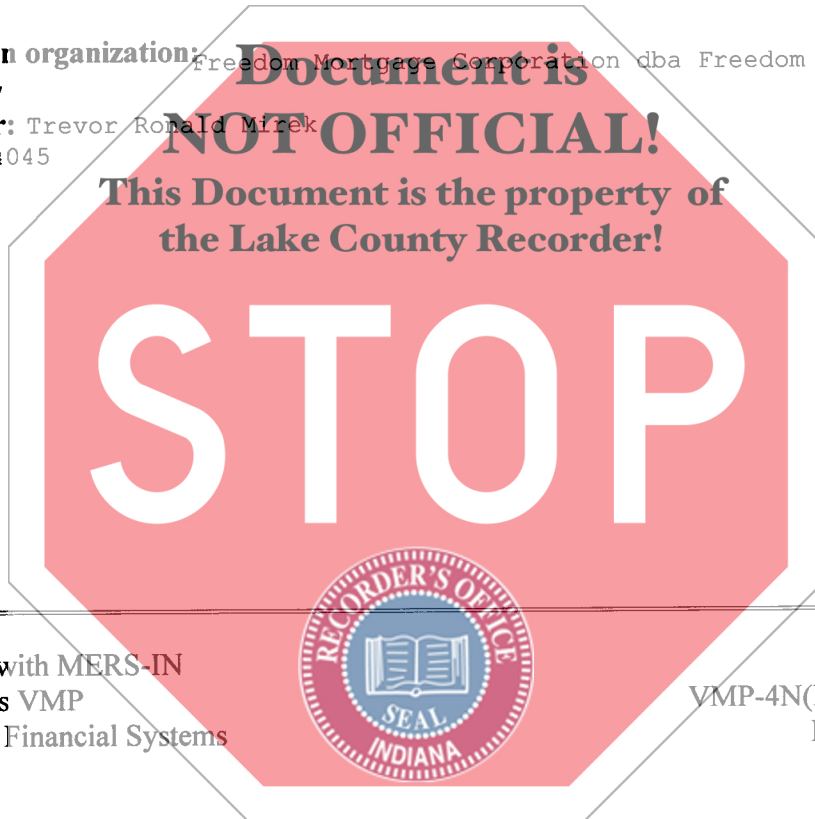 n organization: Freedom Mortgage Corporation dba Freedom
Document is
r: Trevor Ronald Mirek
NOT OFFICIAL!
4045
This Document is the property of
the Lake County Recorder!
STOP
RECORDER'S OFFICE
SEAL
INDIANA
with MERS-IN
s VMP
Financial Systems
VMP-4N(